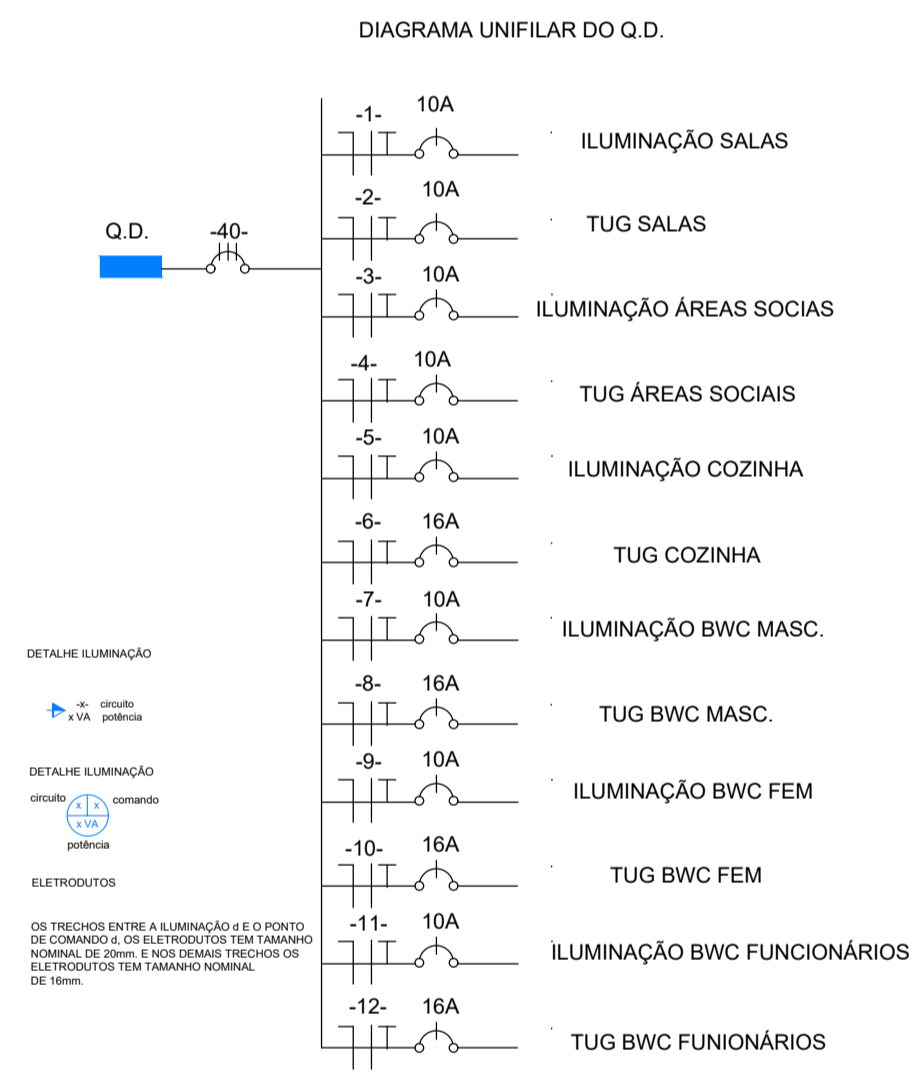 DIAGRAMA UNIFILAR DO Q.D.
Q.D.
-40-
-1-
10A
ILUMINAÇÃO SALAS
-2-
10A
TUG SALAS
-3-
10A
ILUMINAÇÃO ÁREAS SOCIAS
-4-
10A
TUG ÁREAS SOCIAIS
-5-
10A
ILUMINAÇÃO COZINHA
-6-
16A
TUG COZINHA
-7-
10A
ILUMINAÇÃO BWC MASC.
-8-
16A
TUG BWC MASC.
-9-
10A
ILUMINAÇÃO BWC FEM
-10-
16A
TUG BWC FEM
-11-
10A
ILUMINAÇÃO BWC FUNCIONÁRIOS
-12-
16A
TUG BWC FUNIONÁRIOS
DETALHE ILUMINAÇÃO
-x- circuito
x VA potência
DETALHE ILUMINAÇÃO
circuito x x comando
x VA
potência
ELETRODUTOS
OS TRECHOS ENTRE A ILUMINAÇÃO d E O PONTO
DE COMANDO d, OS ELETRODUTOS TEM TAMANHO
NOMINAL DE 20mm. E NOS DEMAIS TRECHOS OS
ELETRODUTOS TEM TAMANHO NOMINAL
DE 16mm.